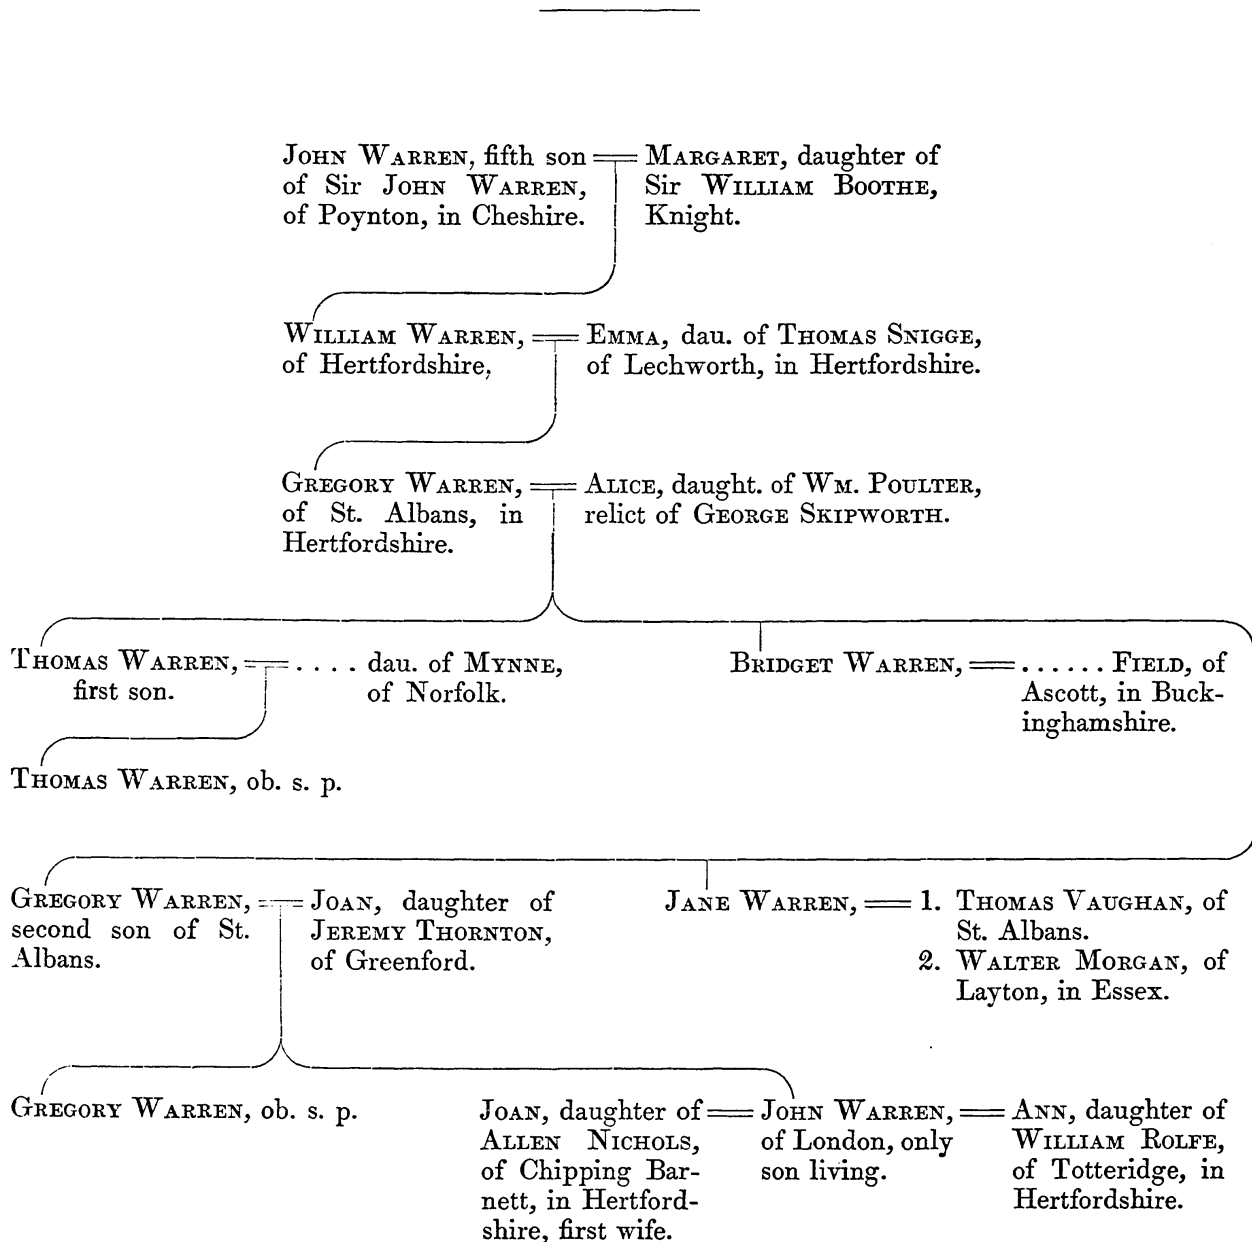 JOHN WARREN, fifth son
of Sir JOHN WARREN,
of Poynton, in Cheshire.
MARGARET, daughter of
Sir WILLIAM BOOTHE,
Knight.
WILLIAM WARREN,
of Hertfordshire,
EMMA, dau. of THOMAS SNIGGE,
of Lechworth, in Hertfordshire.
GREGORY WARREN,
of St. Albans, in
Hertfordshire.
ALICE, daught. of WM. POULTER,
relict of GEORGE SKIPWORTH.
THOMAS WARREN,
first son.
. . . . dau. of MYNNE,
of Norfolk.
BRIDGET WARREN,
. . . . . . FIELD, of
Ascott, in Buck-
inghamshire.
THOMAS WARREN, ob. s. p.
GREGORY WARREN,
second son of St.
Albans.
JOAN, daughter of
JEREMY THORNTON,
of Greenford.
JANE WARREN,
1. THOMAS VAUGHAN, of
St. Albans.
2. WALTER MORGAN, of
Layton, in Essex.
GREGORY WARREN, ob. s. p.
JOAN, daughter of
ALLEN NICHOLS,
of Chipping Bar-
nett, in Hertford-
shire, first wife.
JOHN WARREN,
of London, only
son living.
ANN, daughter of
WILLIAM ROLFE,
of Totteridge, in
Hertfordshire.